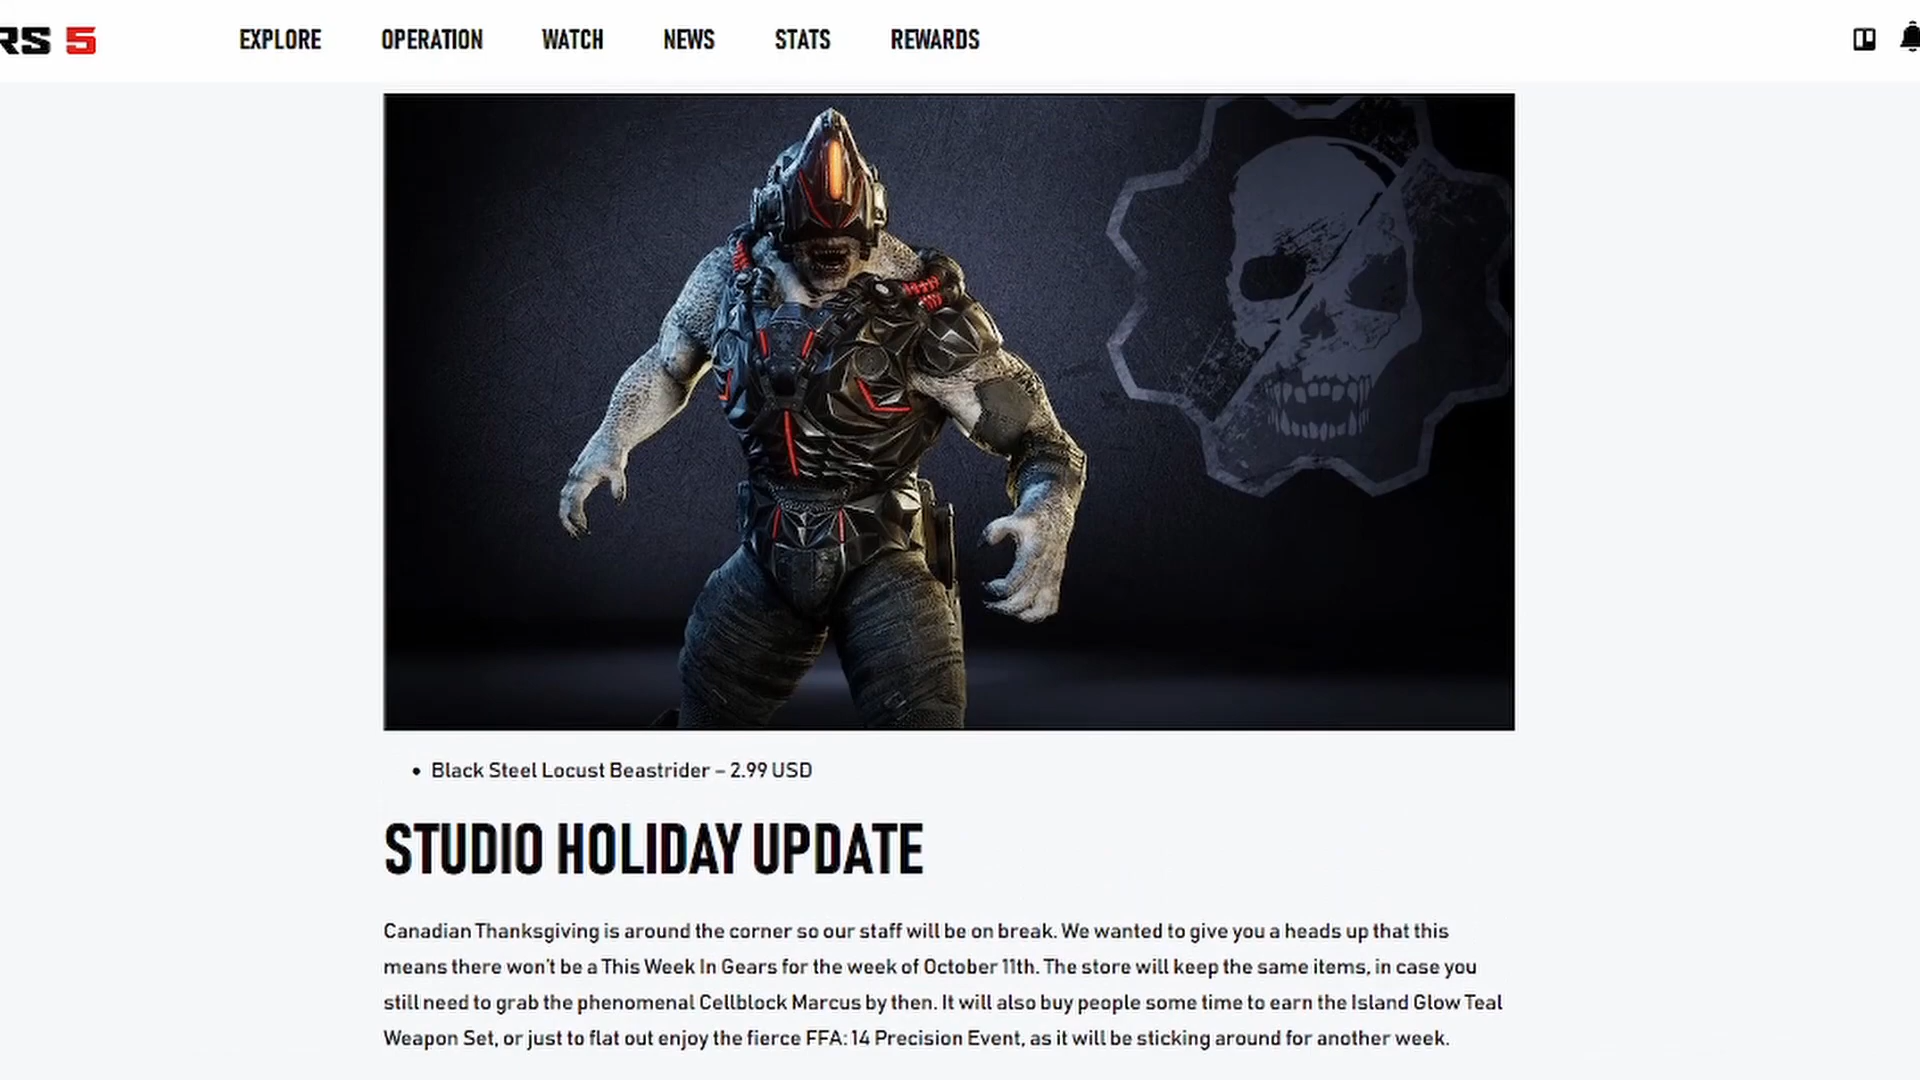 RS 5
EXPLORE OPERATION WATCH NEWS STATS REWARDS
Black Steel Locust Beastrider – 2.99 USD
STUDIO HOLIDAY UPDATE
Canadian Thanksgiving is around the corner so our staff will be on break. We wanted to give you a heads up that this
means there won't be a This Week In Gears for the week of October 11th. The store will keep the same items, in case you
still need to grab the phenomenal Cellblock Marcus by then. It will also buy people some time to earn the Island Glow Teal
Weapon Set, or just to flat out enjoy the fierce FFA: 14 Precision Event, as it will be sticking around for another week.